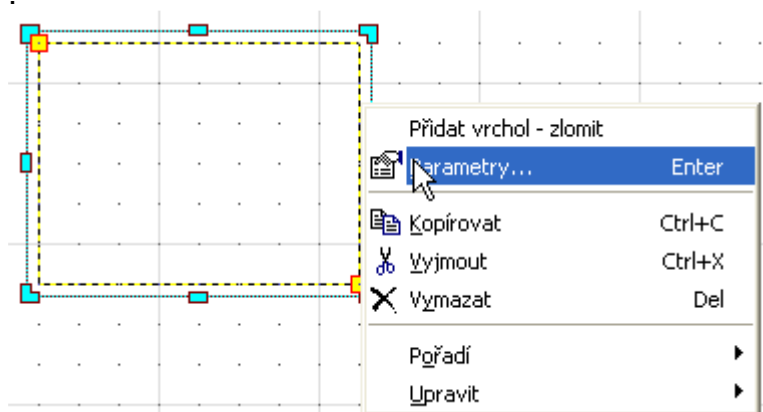 Přidat vrchol - zlomit
Parametry... Enter
Kopírovat Ctrl+C
Vyjmout Ctrl+X
Vymazat Del
Pořadí
Upravit